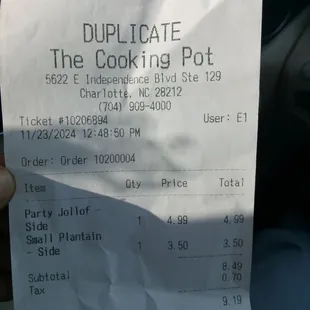 DUPLICATE
The Cooking Pot
5622 E Independence Blvd Ste 129
Charlotte, NC 28212
(704) 909-4000
Ticket #10206894 User: E1
11/23/2024 12:48:50 PM
Order: Order 10200004
Item Qty Price Total
Party Jollof - 1 4.99 4.99
Side
Small Plantain 1 3.50 3.50
- Side
8.49
Subtotal 0.70
Tax
9.19